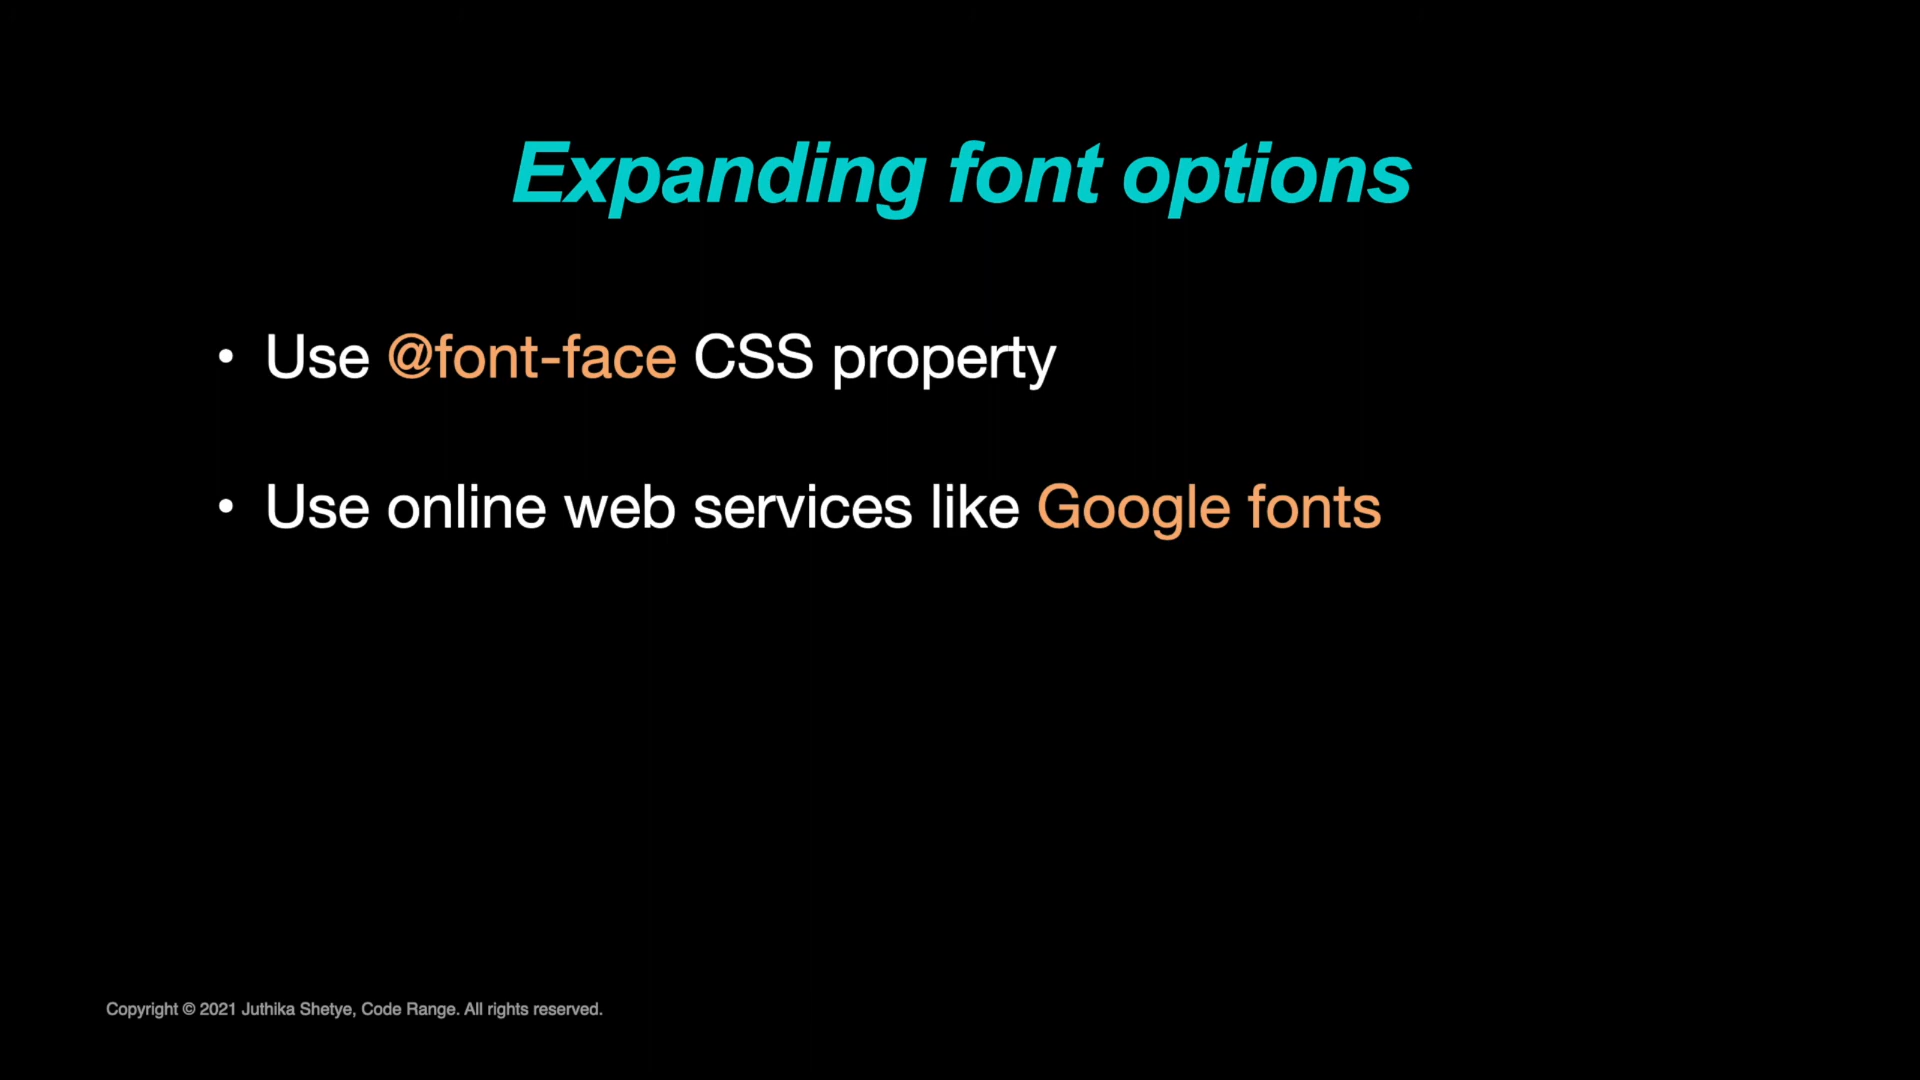 Expanding font options
• Use @font-face CSS property
• Use online web services like Google fonts
Copyright © 2021 Juthika Shetye, Code Range. All rights reserved.